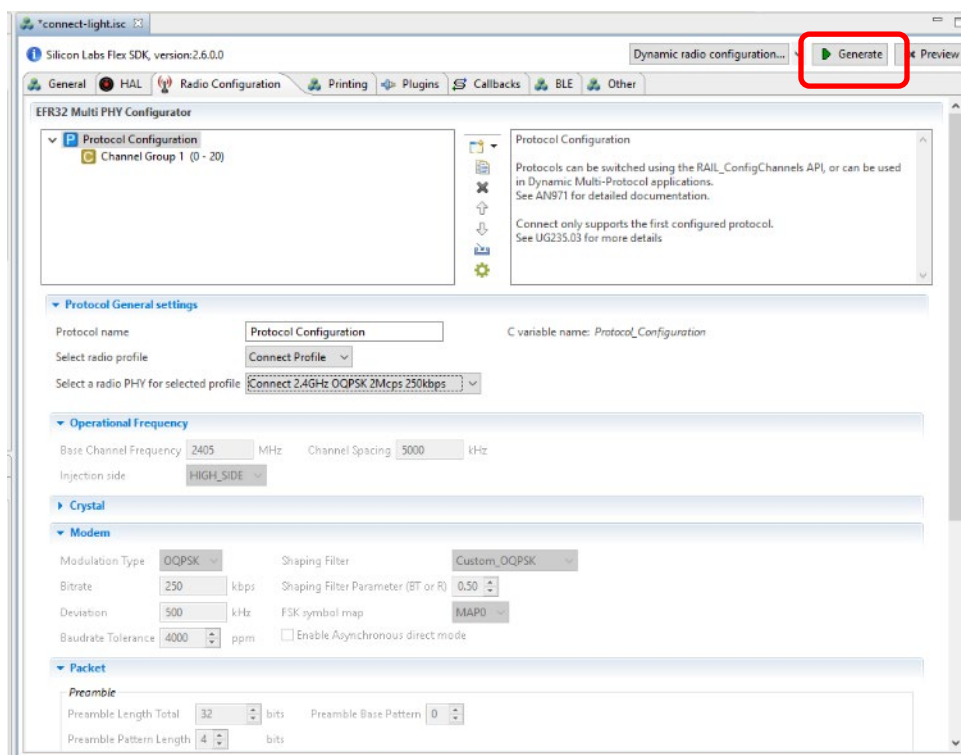 *connect-light.isc
Silicon Labs Flex SDK, version:2.6.0.0
Dynamic radio configuration...
Generate
Preview
General
HAL
Radio Configuration
Printing
Plugins
Callbacks
BLE
Other
EFR32 Multi PHY Configurator
P Protocol Configuration
C Channel Group 1 (0 - 20)
Protocol Configuration
Protocols can be switched using the RAIL_ConfigChannels API, or can be used
in Dynamic Multi-Protocol applications.
See AN971 for detailed documentation.
Connect only supports the first configured protocol.
See UG235.03 for more details
Protocol General settings
Protocol name Protocol Configuration C variable name: Protocol_Configuration
Select radio profile Connect Profile
Select a radio PHY for selected profile Connect 2.4GHz OQPSK 2Mcps 250kbps
Operational Frequency
Base Channel Frequency 2405 MHz Channel Spacing 5000 kHz
Injection side HIGH_SIDE
Crystal
Modem
Modulation Type OQPSK Shaping Filter Custom_OQPSK
Bitrate 250 kbps Shaping Filter Parameter (BT or R) 0.50
Deviation 500 kHz FSK symbol map MAP0
Baudrate Tolerance 4000 ppm Enable Asynchronous direct mode
Packet
Preamble
Preamble Length Total 32 bits Preamble Base Pattern 0
Preamble Pattern Length 4 bits